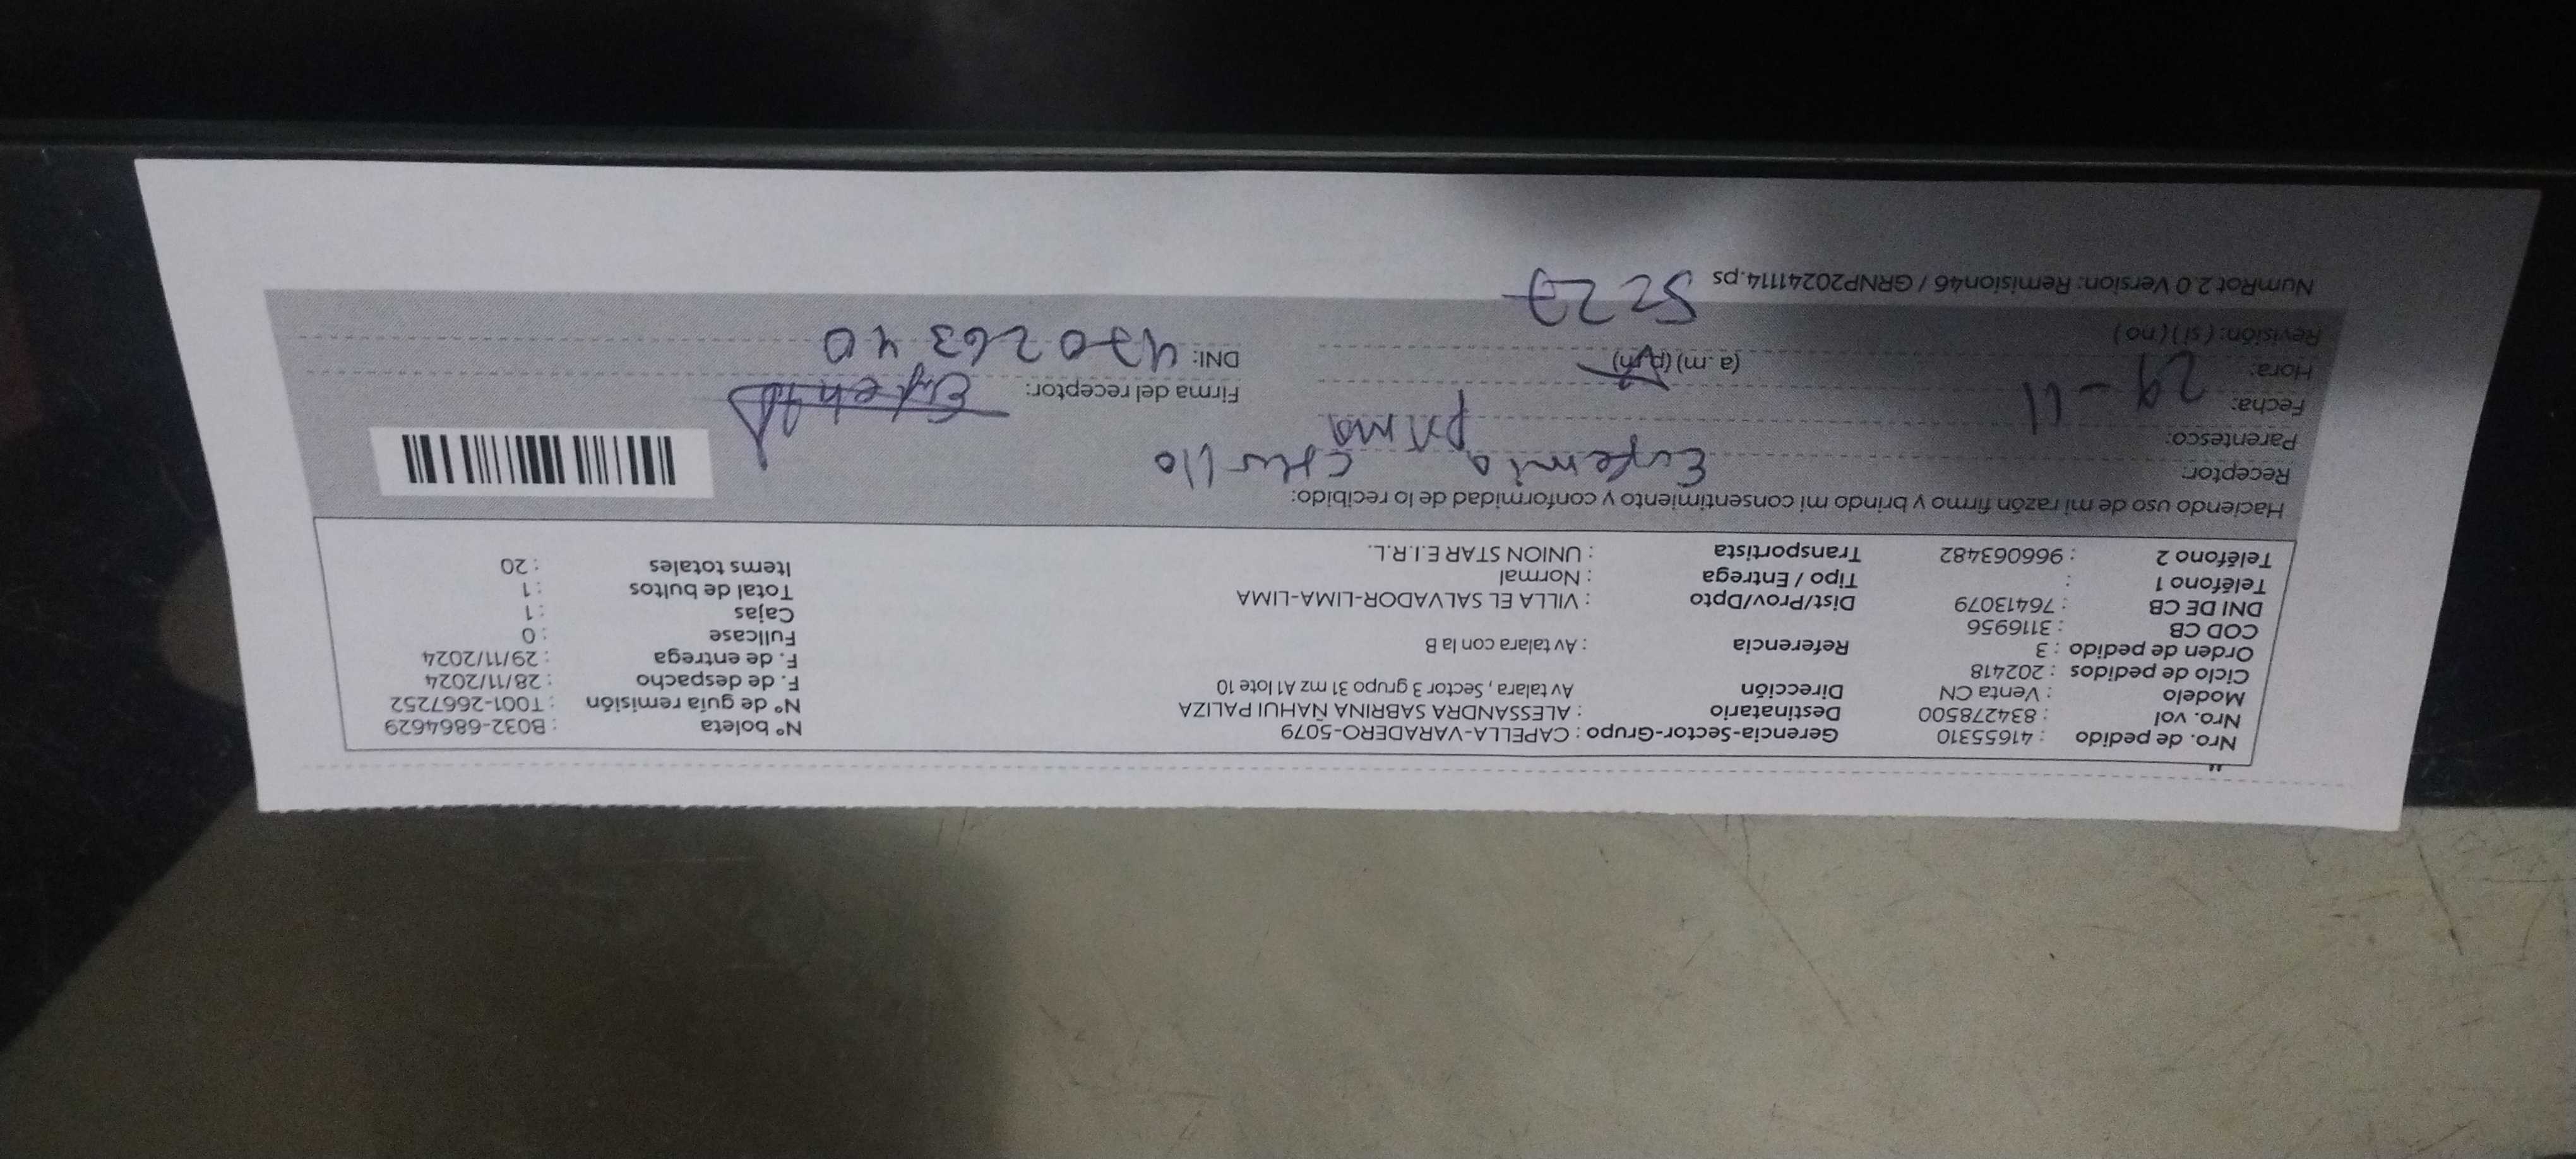 Nro. de pedido : 41655310 Gerencia-Sector-Grupo : CAPELLA-VARADERO-5079 N° boleta : B032-6864629
Nro. vol : 834278500 Destinatario : ALESSANDRA SABRINA ÑAHUI PALIZA N° de guia remisión : T001-2667252
Modelo : Venta CN Dirección Av talara , Sector 3 grupo 31 mz A1 lote 10 F. de despacho : 28/11/2024
Ciclo de pedidos : 202418 F. de entrega : 29/11/2024
Orden de pedido : 3 Referencia : Av talara con la B Fullcase : 0
COD CB : 3116956 Cajas : 1
DNI DE CB : 76413079 Dist/Prov/Dpto : VILLA EL SALVADOR-LIMA-LIMA Total de bultos : 1
Teléfono 1 : Tipo / Entrega : Normal Items totales : 20
Teléfono 2 : 966063482 Transportista : UNION STAR E.I.R.L.
Haciendo uso de mi razón firmo y brindo mi consentimiento y conformidad de lo recibido:
Receptor: Eufemia
Parentesco: prima
Fecha: 29-11 Firma del receptor:
Hora: (a.m) (p.m) DNI: 47026340
Revisión: ( sí ) ( no )
NumRot 2.0 Version: Remision46 / GRNP20241114.ps